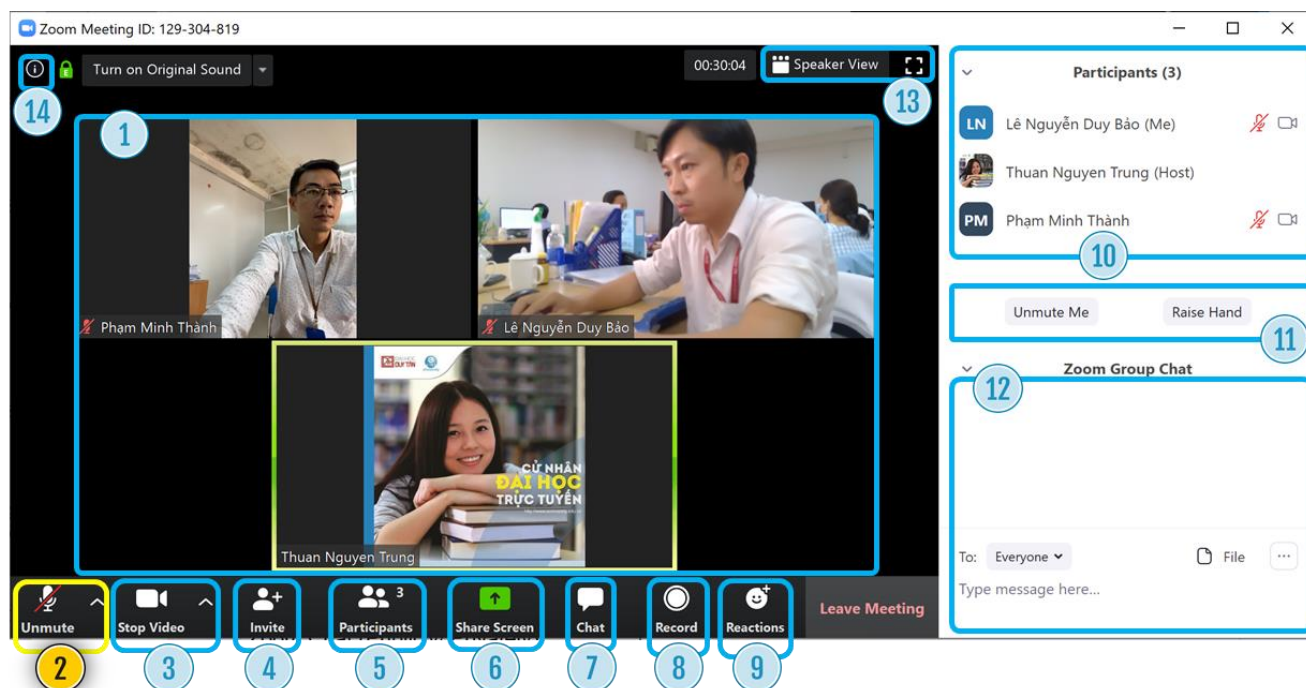 Zoom Meeting ID: 129-304-819
Turn on Original Sound
00:30:04
Speaker View
14
13
1
Phạm Minh Thành
Lê Nguyễn Duy Bảo
DUY TÂN
CỬ NHÂN
ĐẠI HỌC
TRỰC TUYẾN
Thuan Nguyen Trung
Unmute
Stop Video
Invite
Participants
3
Share Screen
Chat
Record
Reactions
Leave Meeting
2
3
4
5
6
7
8
9
Participants (3)
LN
Lê Nguyễn Duy Bảo (Me)
Thuan Nguyen Trung (Host)
PM
Phạm Minh Thành
10
Unmute Me
Raise Hand
11
Zoom Group Chat
12
To:
Everyone
File
Type message here...